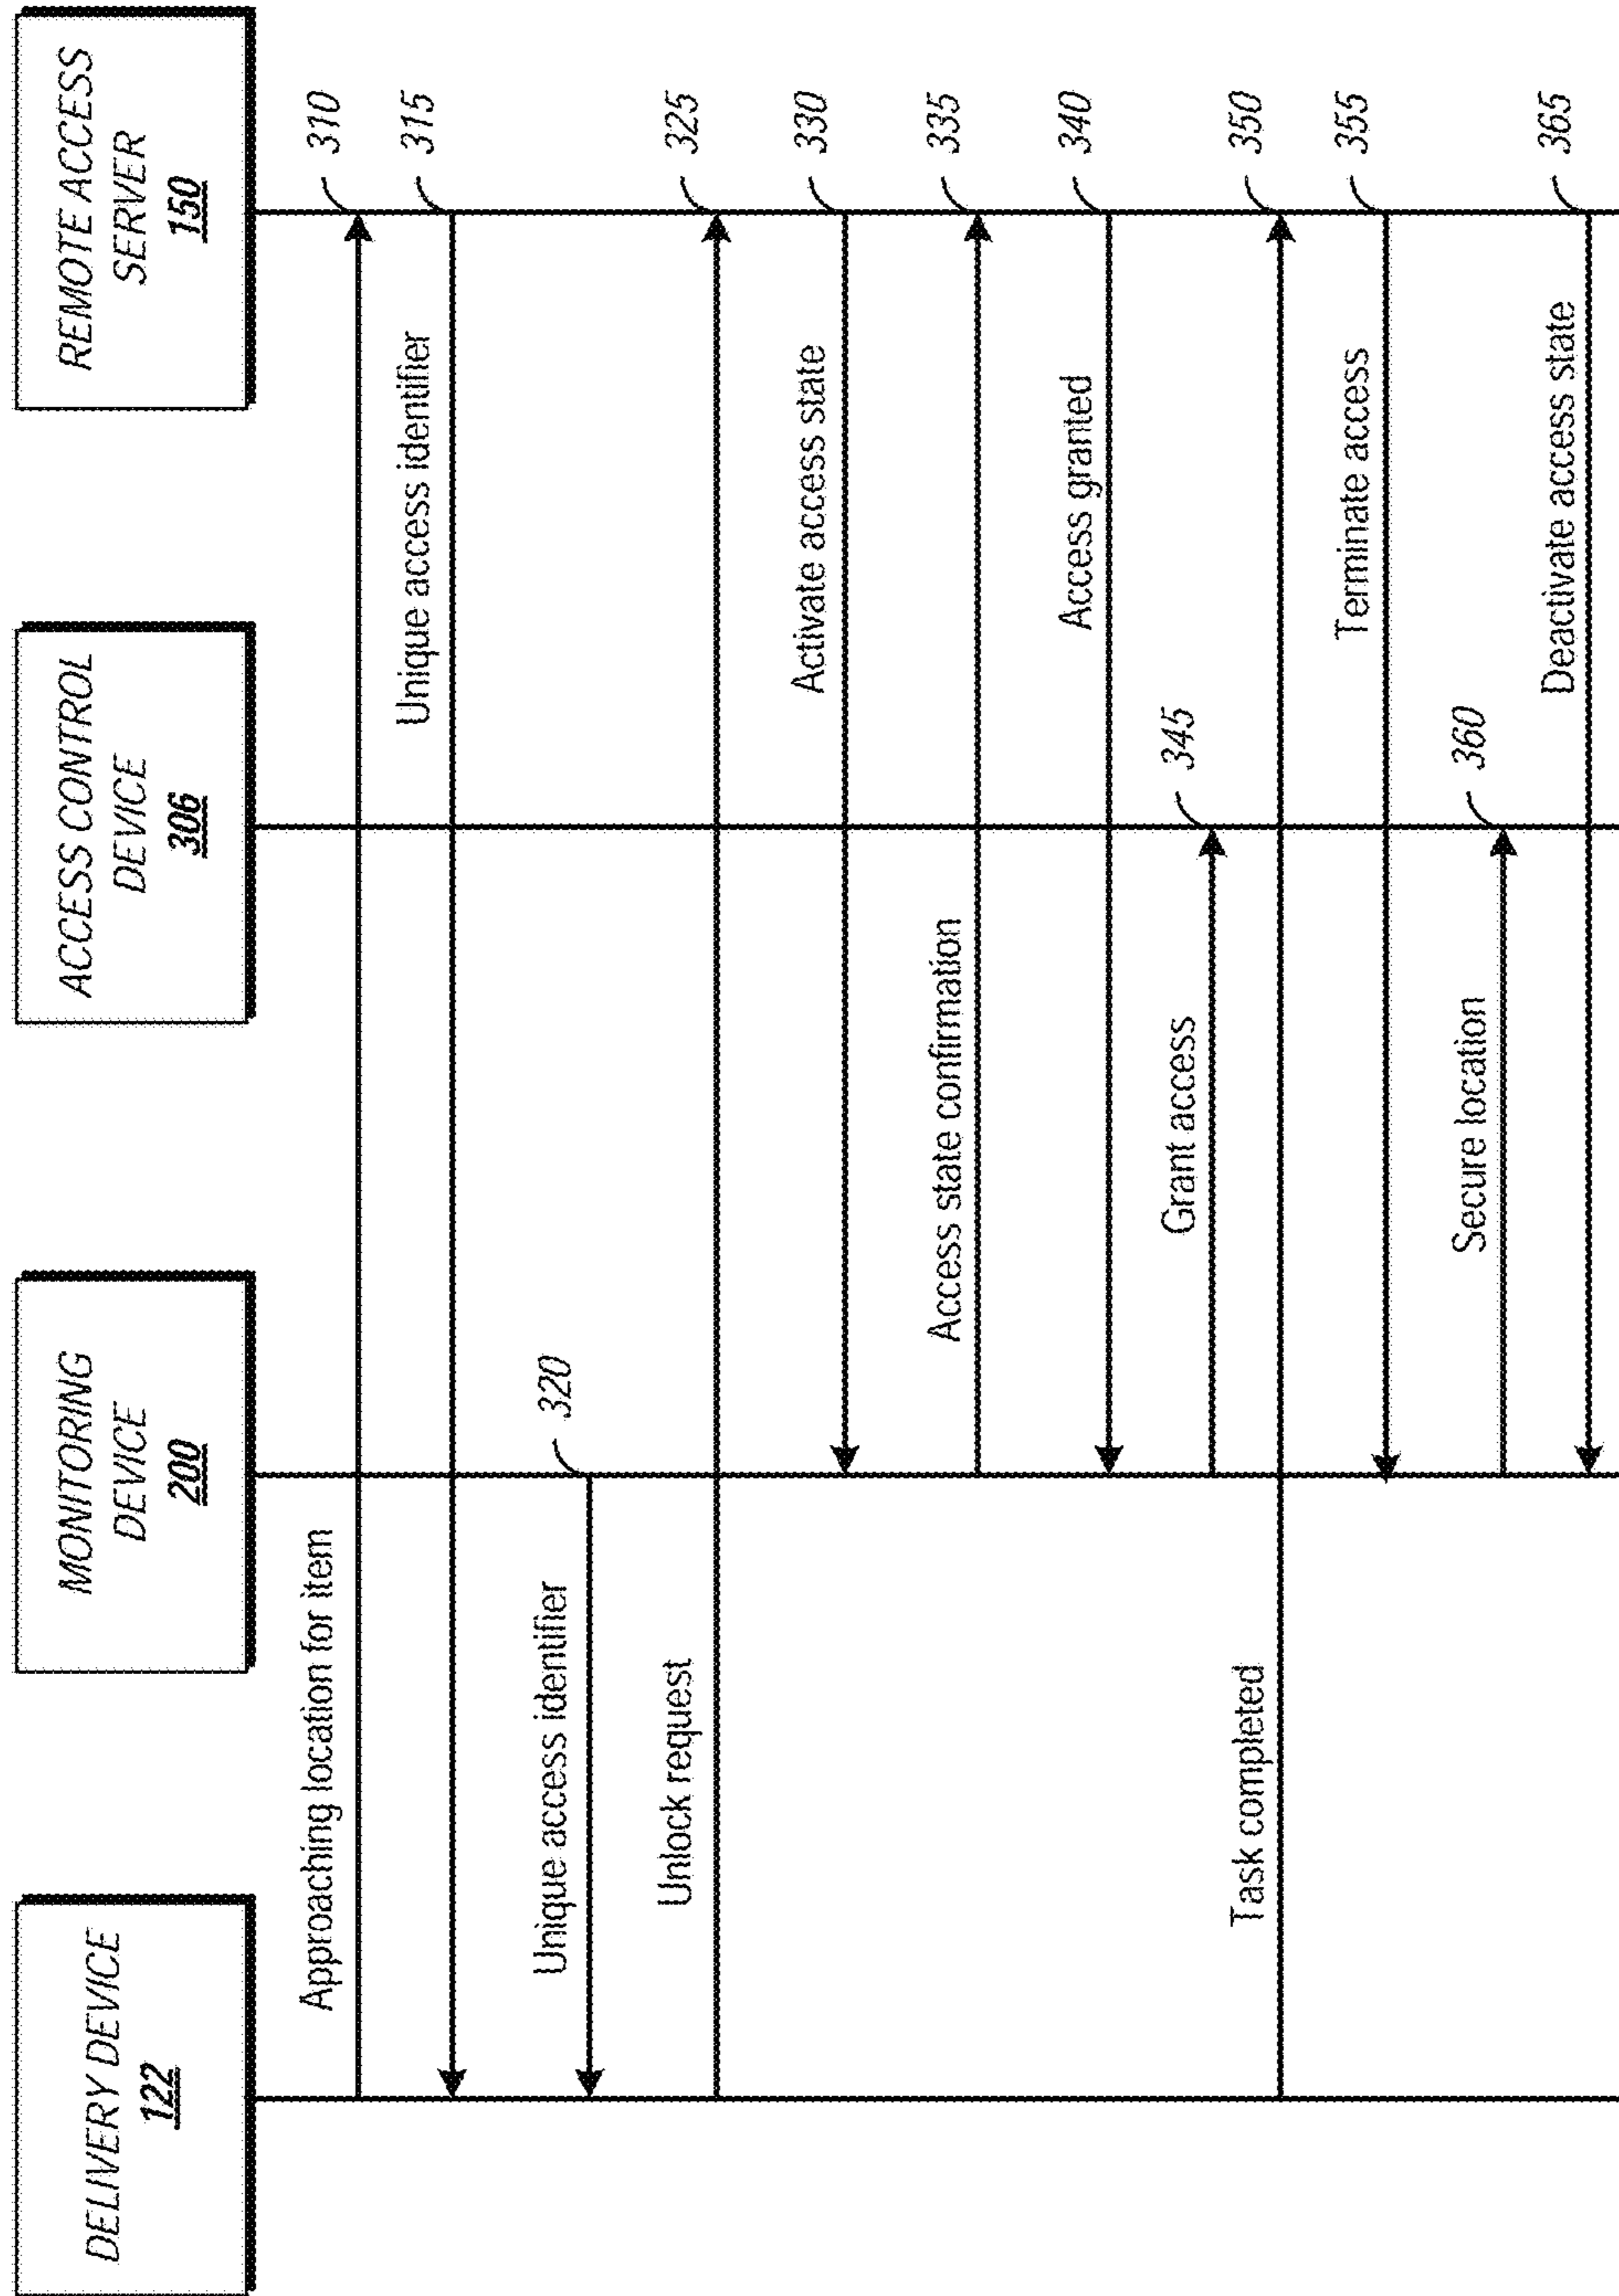 DELIVERY DEVICE
122
MONITORING
DEVICE
200
ACCESS CONTROL
DEVICE
306
REMOTE ACCESS
SERVER
150
Approaching location for item
310
Unique access identifier
315
Unique access identifier
320
Unlock request
325
Activate access state
330
Access state confirmation
335
Access granted
340
Grant access
345
Task completed
350
Terminate access
355
Secure location
360
Deactivate access state
365